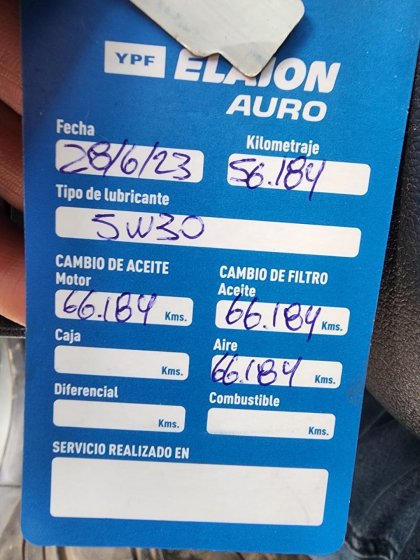 YPF ELAION
AURO
Fecha Kilometraje
28/6/23 56.184
Tipo de lubricante
5W30
CAMBIO DE ACEITE CAMBIO DE FILTRO
Motor Aceite
66.184 Kms. 66.184 Kms.
Caja Aire
Kms. 66.184 Kms.
Diferencial Combustible
Kms. Kms.
SERVICIO REALIZADO EN